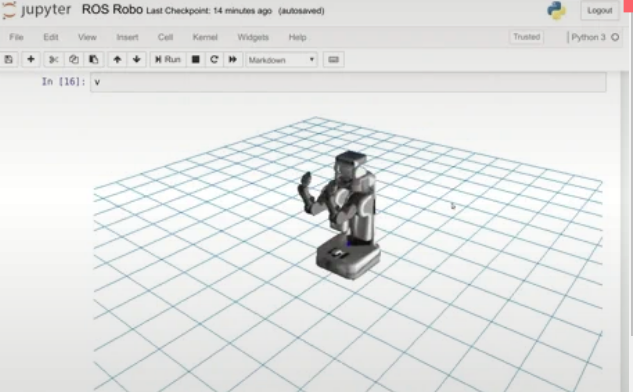 jupyter ROS Robo Last Checkpoint: 14 minutes ago (autosaved)
Logout
File Edit View Insert Cell Kernel Widgets Help
Trusted
Python 3
Run
Markdown
In [16]: v